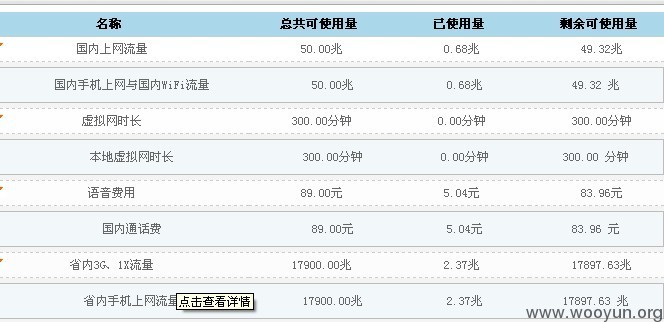 名称 总共可使用量 已使用量 剩余可使用量
国内上网流量 50.00兆 0.68兆 49.32兆
国内手机上网与国内WiFi流量 50.00兆 0.68兆 49.32 兆
虚拟网时长 300.00分钟 0.00分钟 300.00分钟
本地虚拟网时长 300.00分钟 0.00分钟 300.00 分钟
语音费用 89.00元 5.04元 83.96元
国内通话费 89.00元 5.04元 83.96 元
省内3G、1X流量 17900.00兆 2.37兆 17897.63兆
省内手机上网流量 点击查看详情 17900.00兆 2.37兆 17897.63 兆
www.wooyun.org